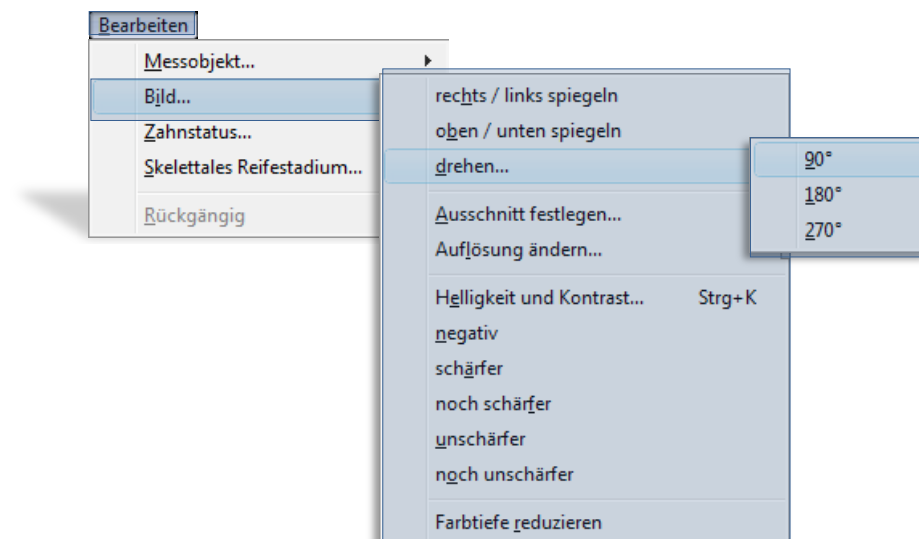 Bearbeiten
Messobjekt...
Bild...
Zahnstatus...
Skelettales Reifestadium...
Rückgängig
rechts / links spiegeln
oben / unten spiegeln
drehen...
Ausschnitt festlegen...
Auflösung ändern...
Helligkeit und Kontrast... Strg+K
negativ
schärfer
noch schärfer
unschärfer
noch unschärfer
Farbtiefe reduzieren
90°
180°
270°